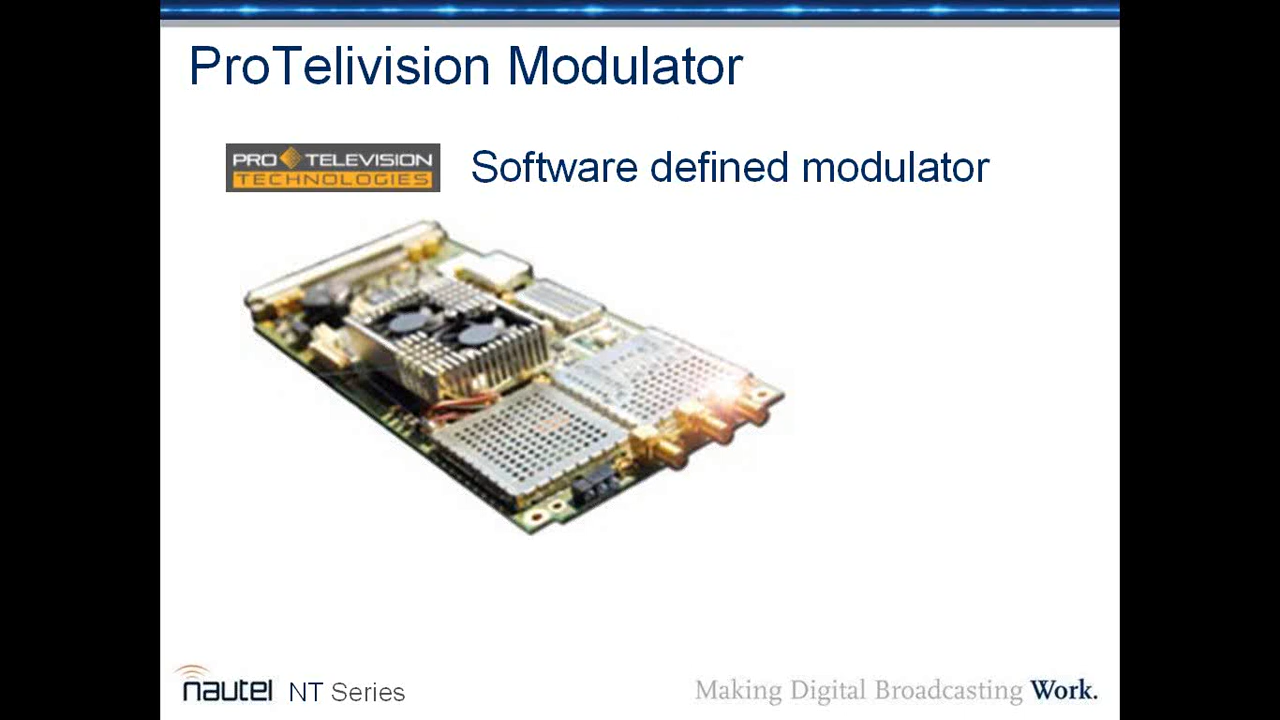 ProTelivision Modulator
PRO TELEVISION
TECHNOLOGIES
Software defined modulator
nautel NT Series
Making Digital Broadcasting Work.